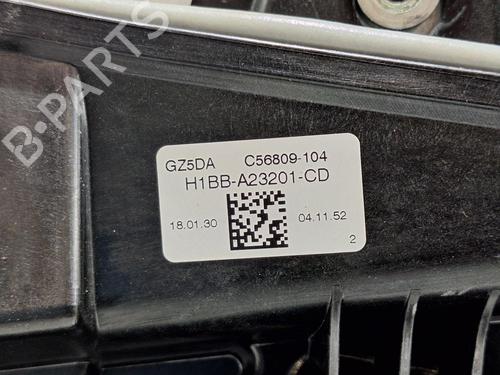 B-PARTS
GZ5DA C56809-104
H1BB-A23201-CD
18.01.30 04.11.52
2